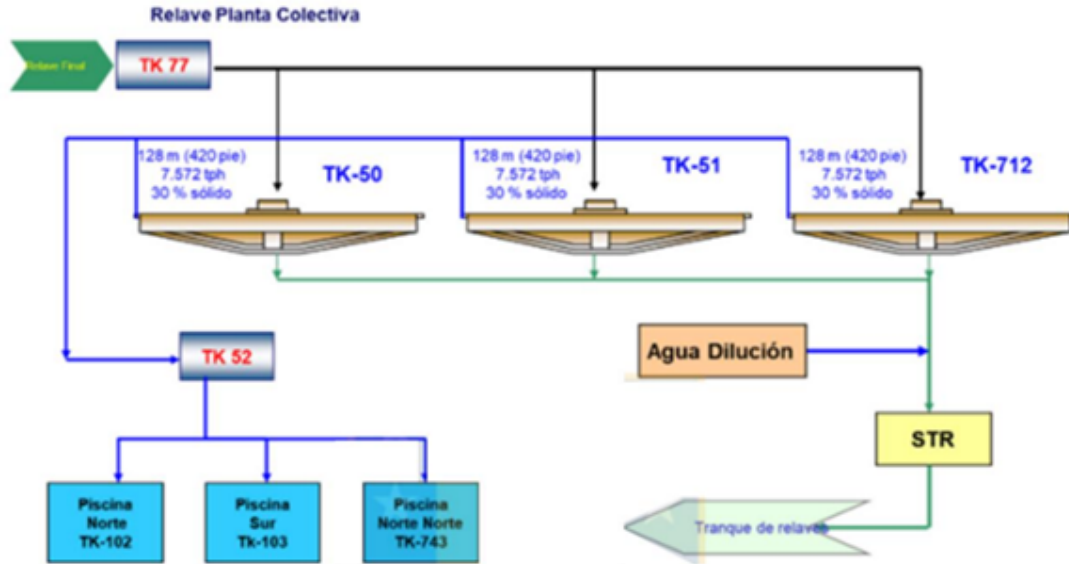 Relave Planta Colectiva
Relave Final
TK 77
128 m (420 pie)
7.572 tph
30 % sólido
TK-50
128 m (420 pie)
7.572 tph
30 % sólido
TK-51
128 m (420 pie)
7.572 tph
30 % sólido
TK-712
TK 52
Agua Dilución
STR
Piscina
Norte
TK-102
Piscina
Sur
Tk-103
Piscina
Norte Norte
TK-743
Tranque de relaves